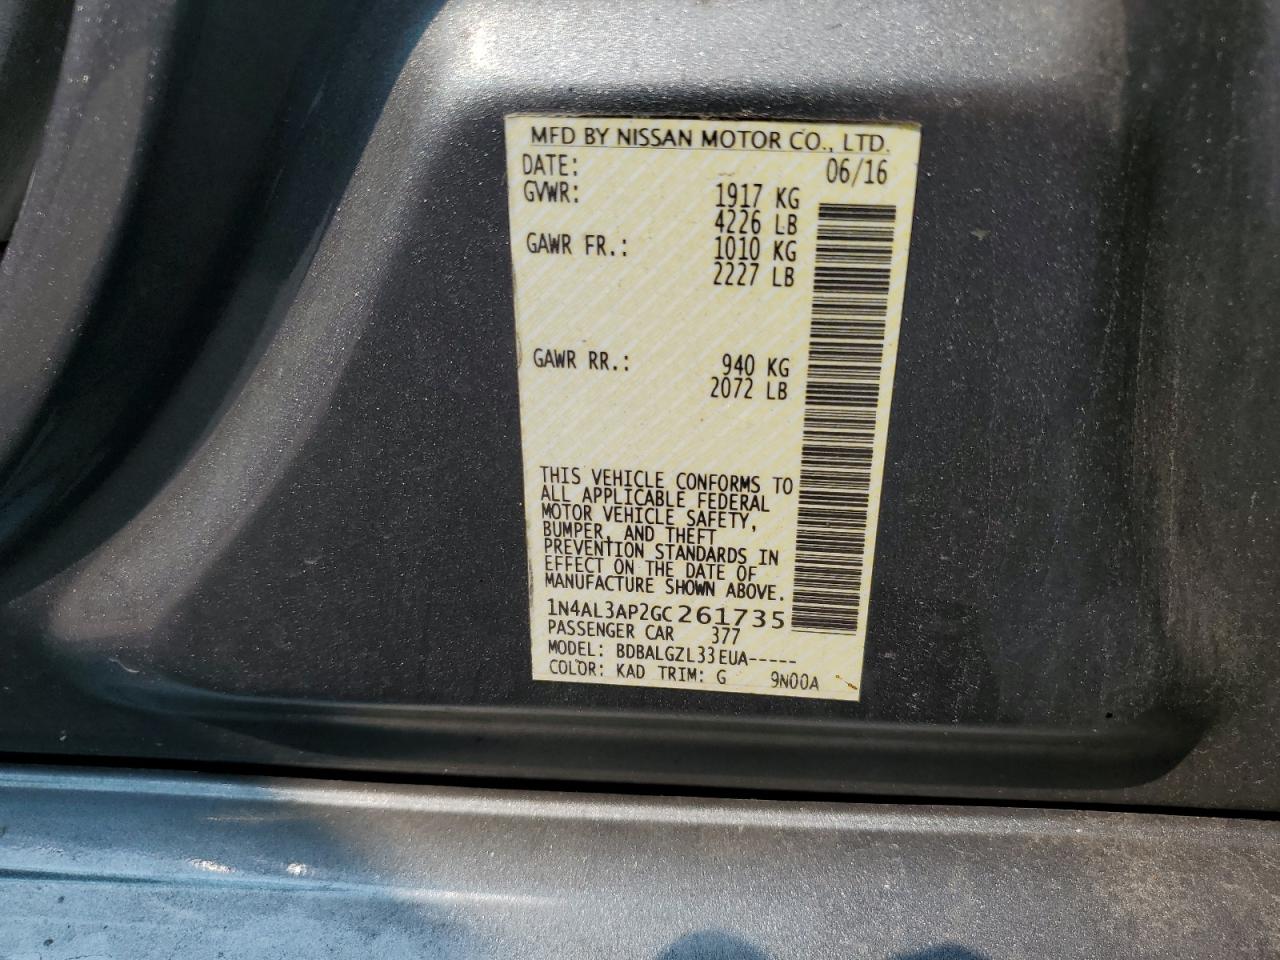 MFD BY NISSAN MOTOR CO., LTD.
DATE: 06/16
GVWR: 1917 KG
4226 LB
GAWR FR.: 1010 KG
2227 LB
GAWR RR.: 940 KG
2072 LB
THIS VEHICLE CONFORMS TO
ALL APPLICABLE FEDERAL
MOTOR VEHICLE SAFETY,
BUMPER, AND THEFT
PREVENTION STANDARDS IN
EFFECT ON THE DATE OF
MANUFACTURE SHOWN ABOVE.
1N4AL3AP2GC261735
PASSENGER CAR 377
MODEL: BDBALGZL33EUA-----
COLOR: KAD TRIM: G 9N00A